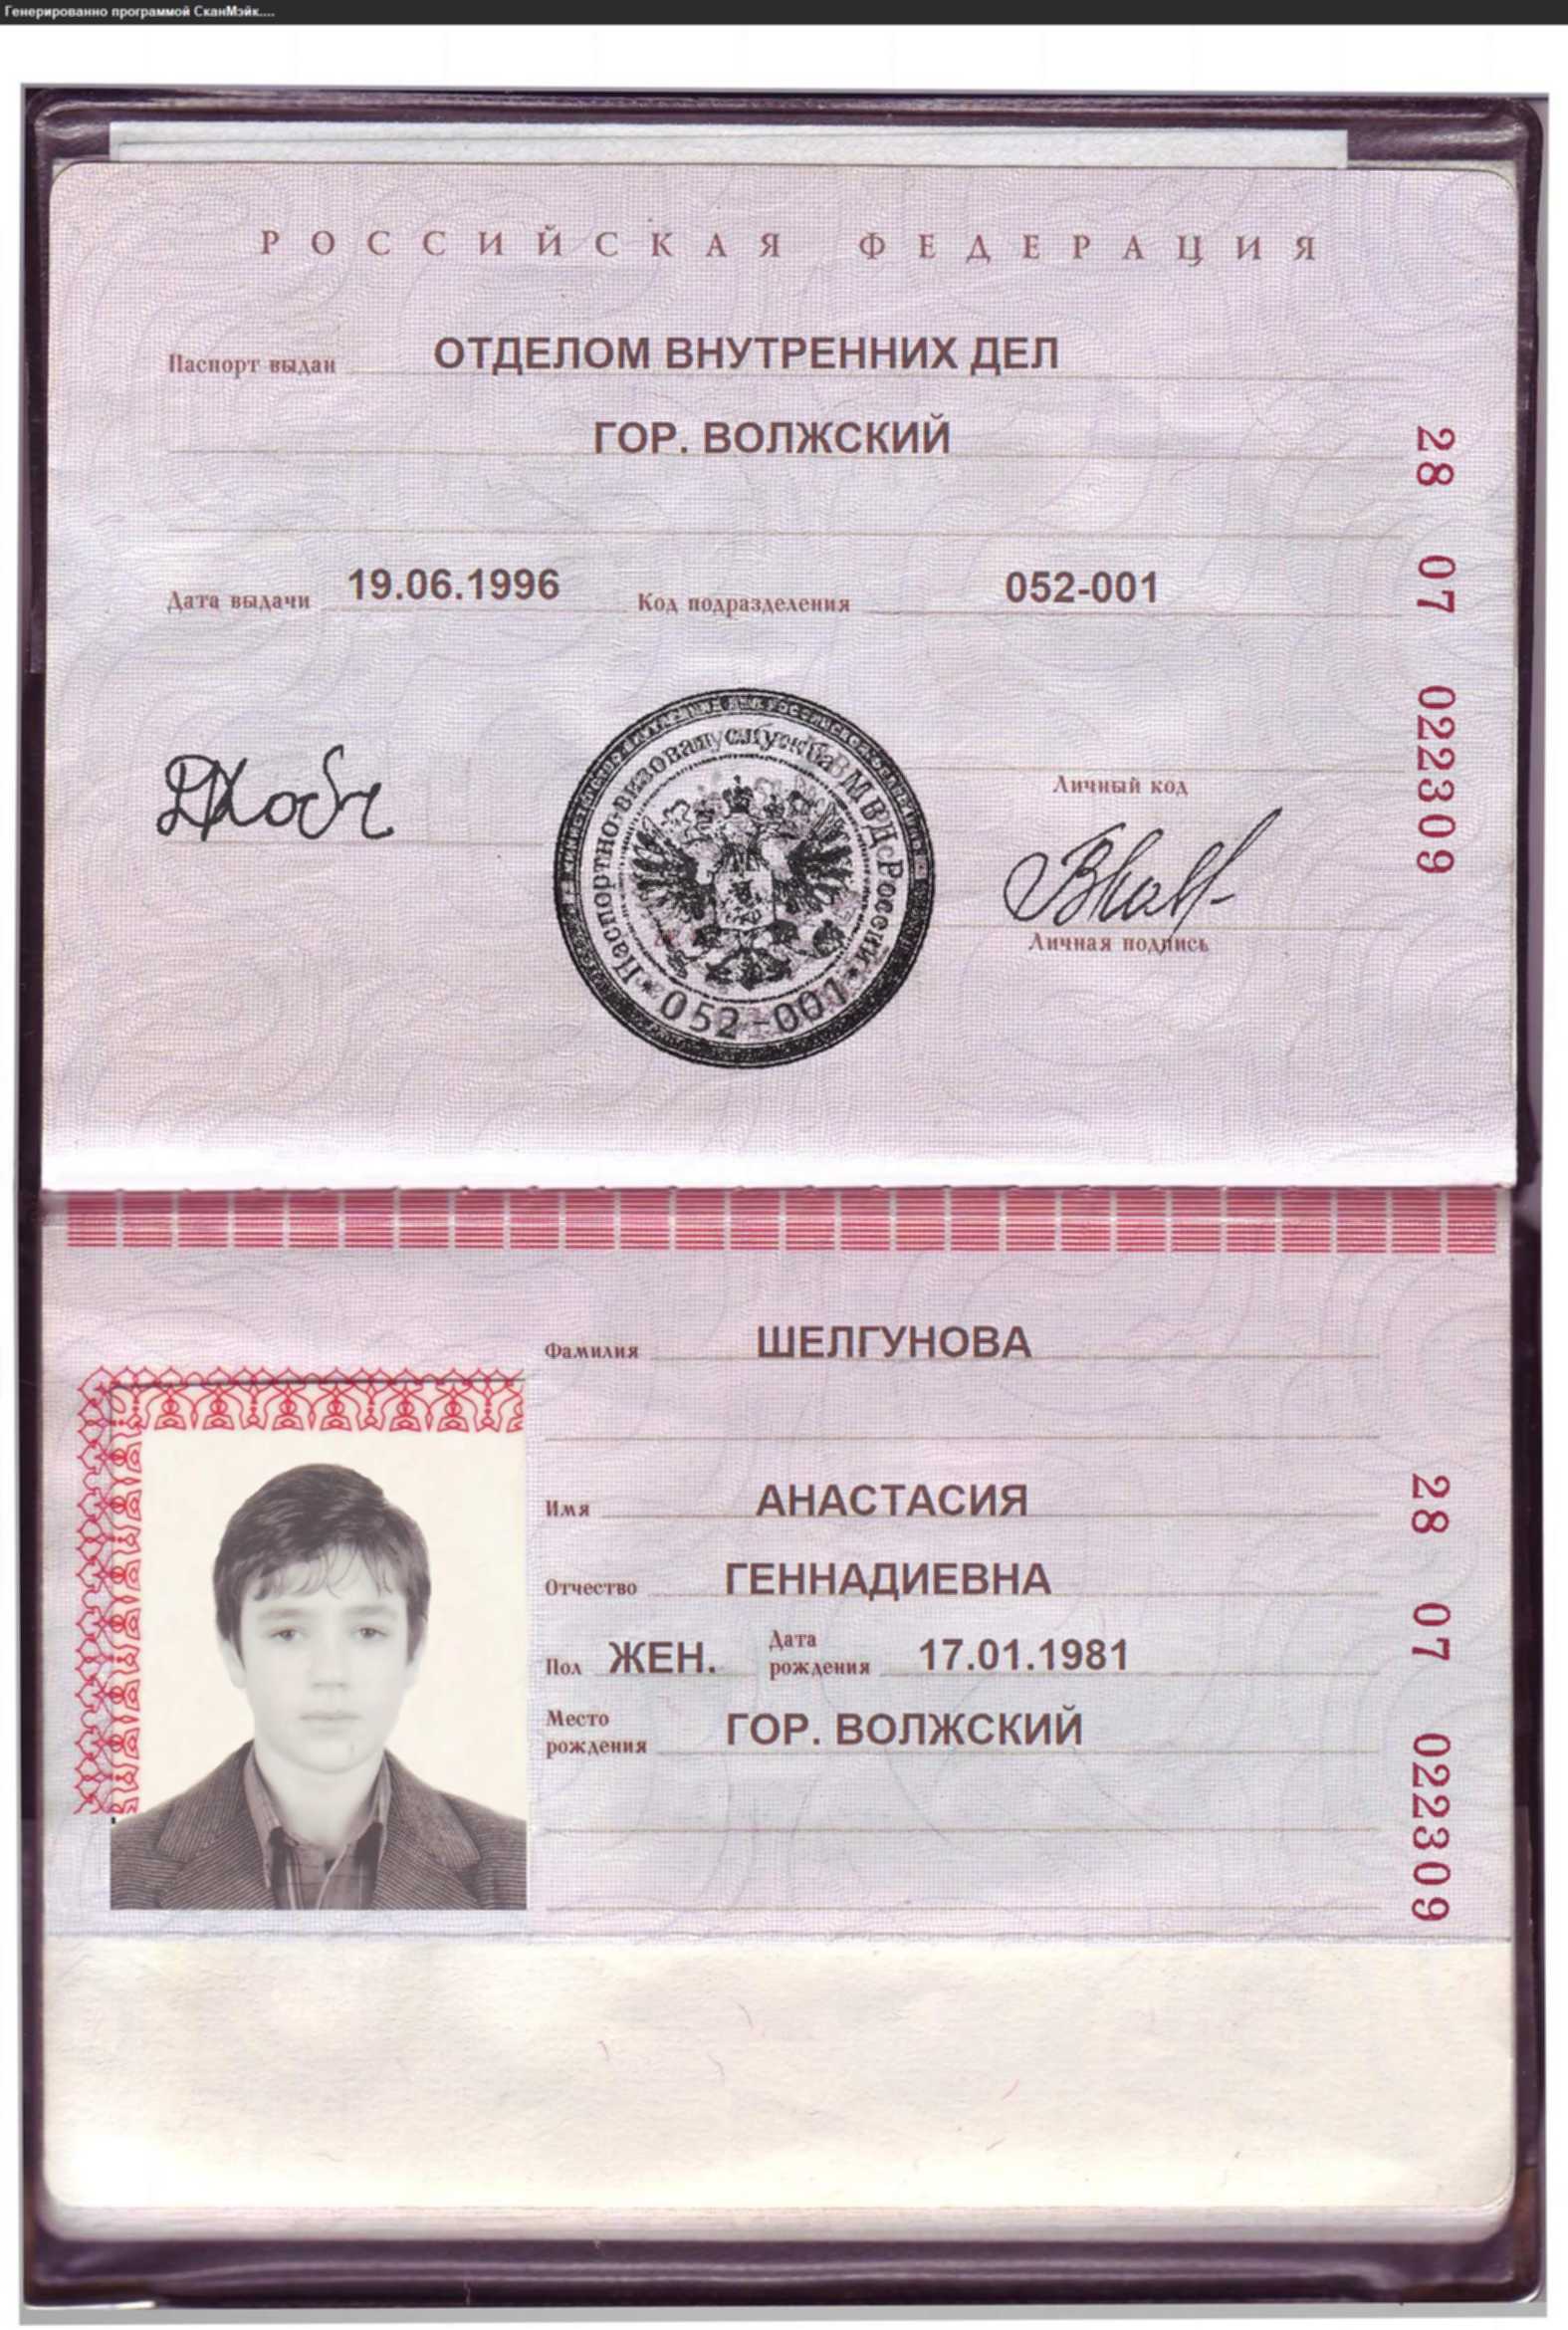 Генерированно программой СканМэйк....
РОССИЙСКАЯ ФЕДЕРАЦИЯ
Паспорт выдан ОТДЕЛОМ ВНУТРЕННИХ ДЕЛ
ГОР. ВОЛЖСКИЙ
Дата выдачи 19.06.1996 Код подразделения 052-001
28 07 022309
Паспортно-визовая служба МВД России
052-001
Личный код
Личная подпись
Фамилия ШЕЛГУНОВА
Имя АНАСТАСИЯ
Отчество ГЕННАДИЕВНА
Пол ЖЕН. Дата рождения 17.01.1981
Место рождения ГОР. ВОЛЖСКИЙ
28 07 022309